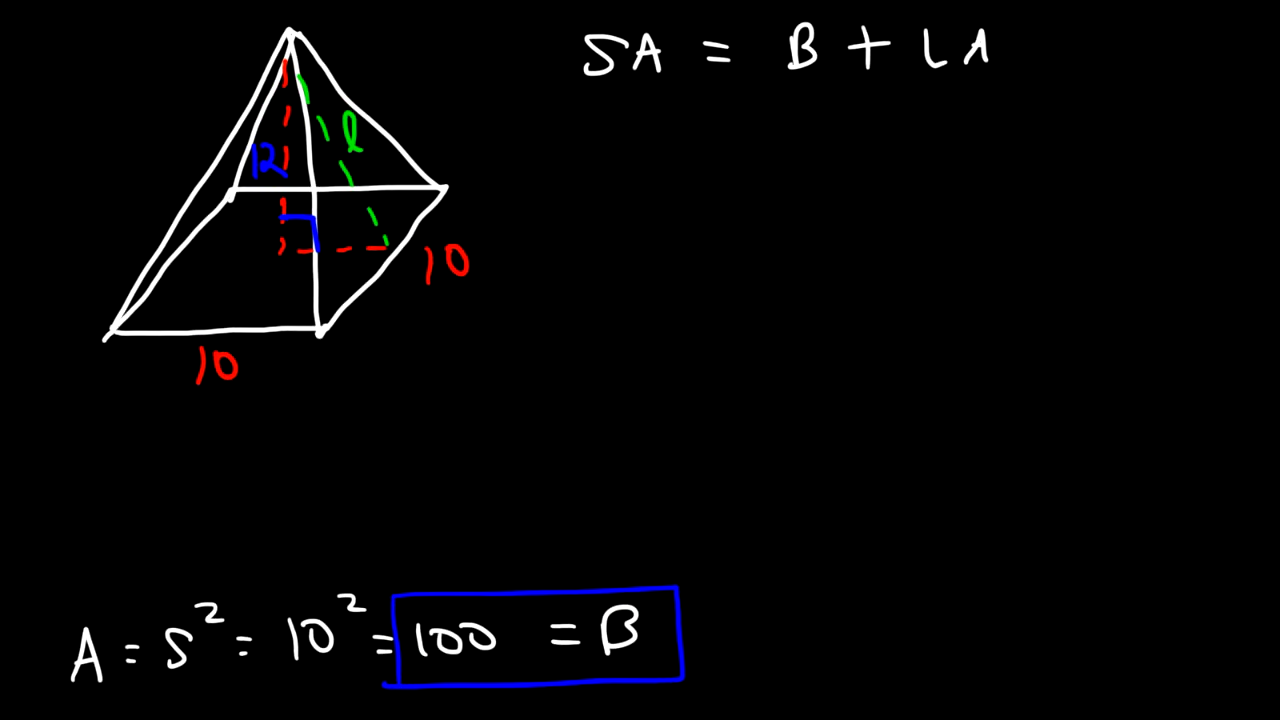 SA = B + LA
12
l
10
10
A = s² = 10² = 100 = B